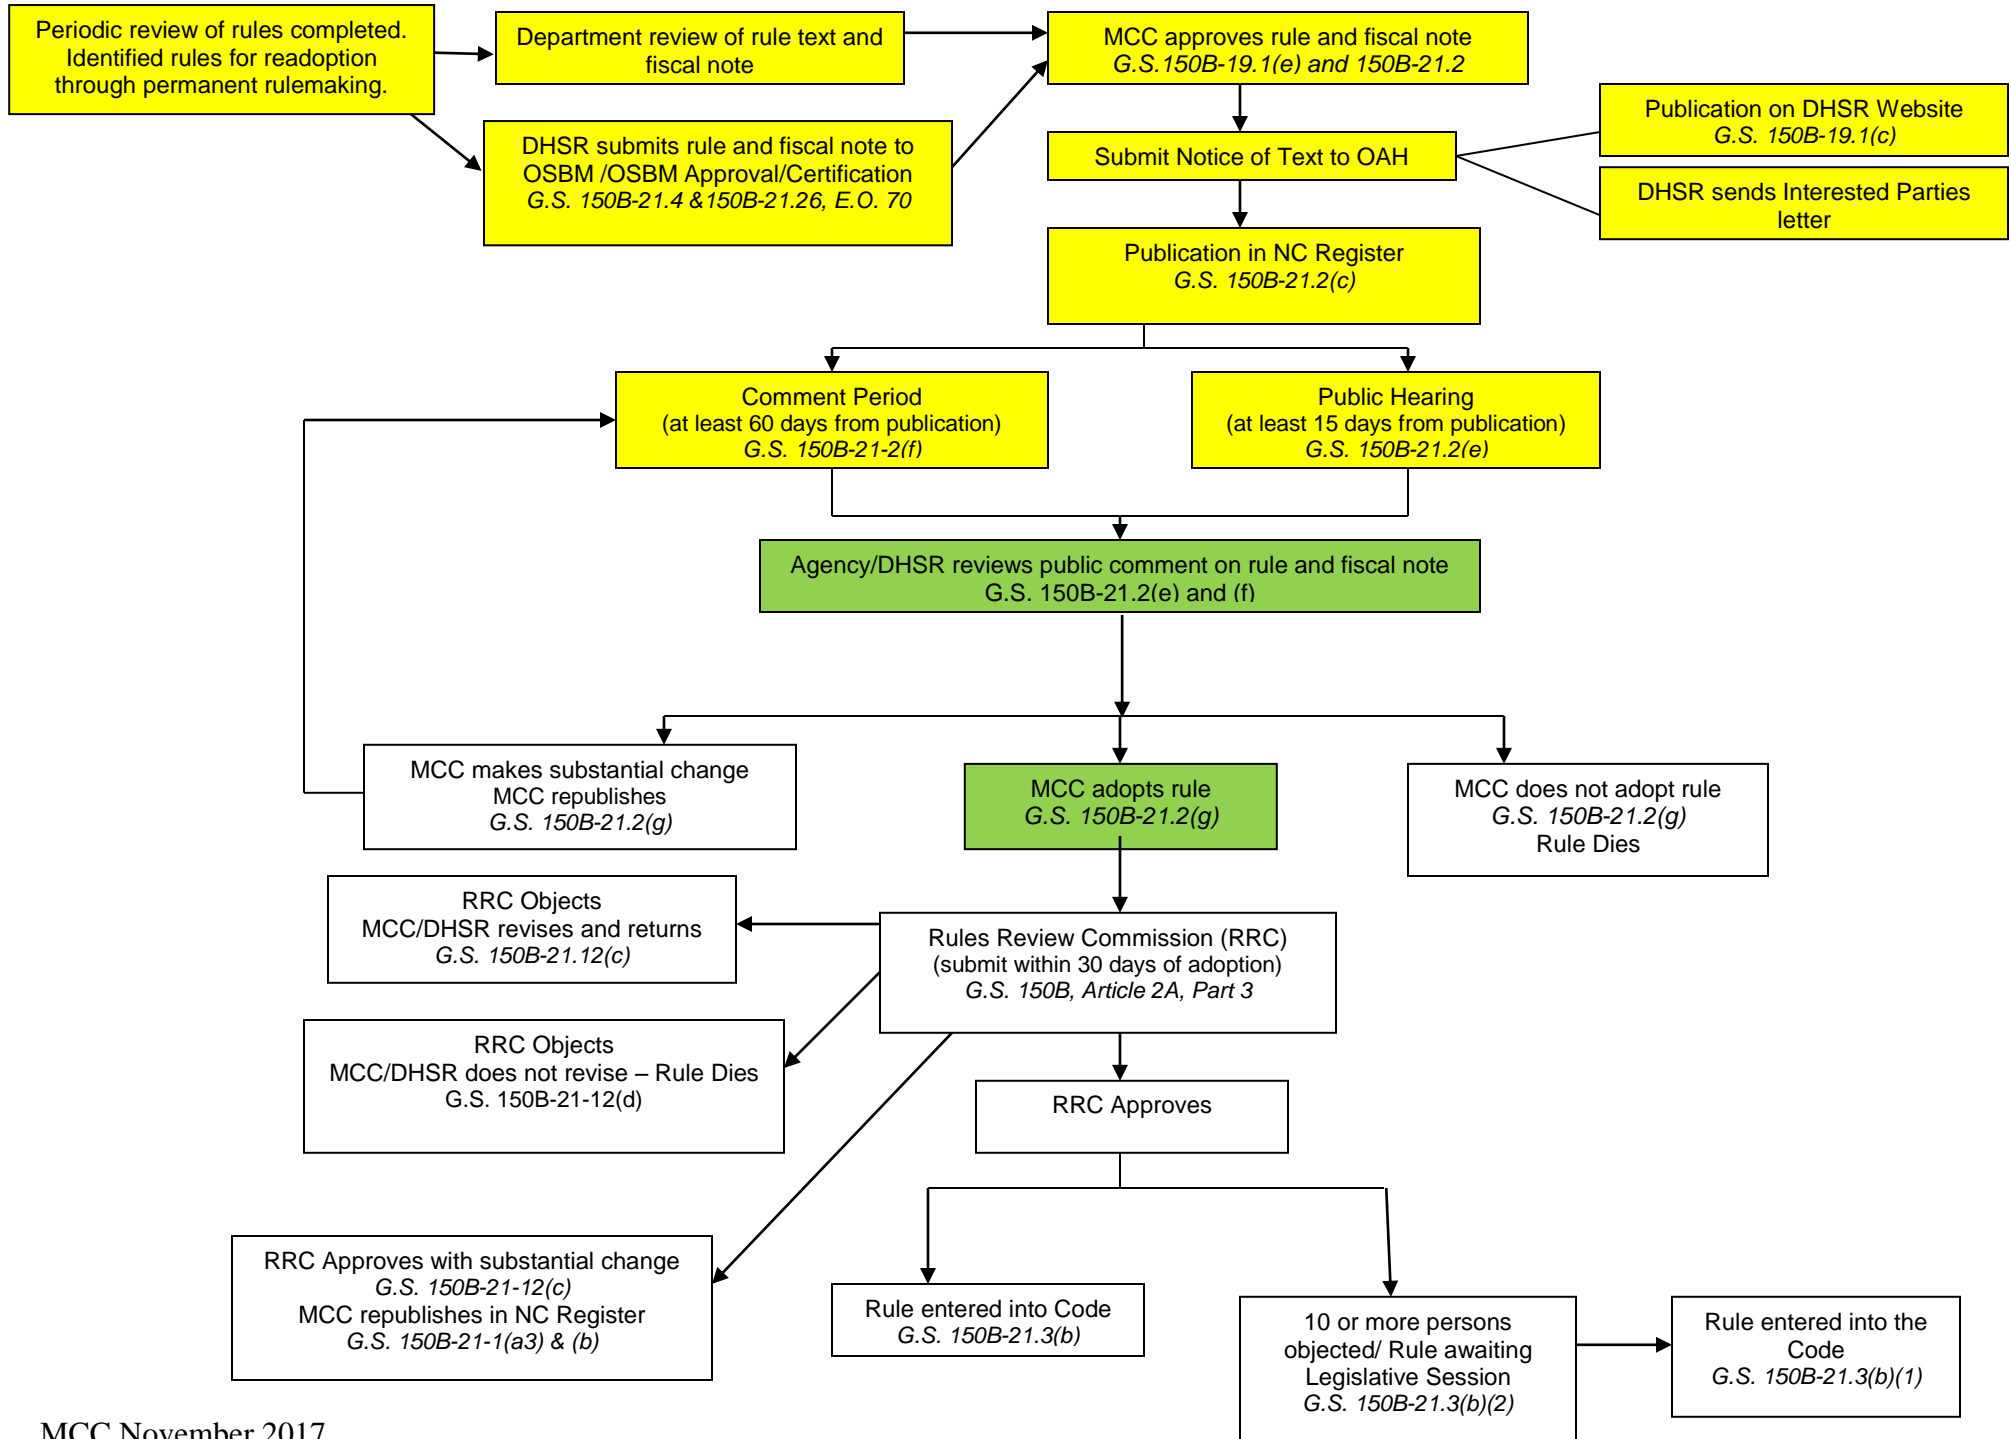 Periodic review of rules completed.
Identified rules for readoption
through permanent rulemaking.
Department review of rule text and
fiscal note
MCC approves rule and fiscal note
G.S.150B-19.1(e) and 150B-21.2
DHSR submits rule and fiscal note to
OSBM /OSBM Approval/Certification
G.S. 150B-21.4 &150B-21.26, E.O. 70
Submit Notice of Text to OAH
Publication on DHSR Website
G.S. 150B-19.1(c)
DHSR sends Interested Parties
letter
Publication in NC Register
G.S. 150B-21.2(c)
Comment Period
(at least 60 days from publication)
G.S. 150B-21-2(f)
Public Hearing
(at least 15 days from publication)
G.S. 150B-21.2(e)
Agency/DHSR reviews public comment on rule and fiscal note
G.S. 150B-21.2(e) and (f)
MCC makes substantial change
MCC republishes
G.S. 150B-21.2(g)
MCC adopts rule
G.S. 150B-21.2(g)
MCC does not adopt rule
G.S. 150B-21.2(g)
Rule Dies
RRC Objects
MCC/DHSR revises and returns
G.S. 150B-21.12(c)
Rules Review Commission (RRC)
(submit within 30 days of adoption)
G.S. 150B, Article 2A, Part 3
RRC Objects
MCC/DHSR does not revise – Rule Dies
G.S. 150B-21-12(d)
RRC Approves
RRC Approves with substantial change
G.S. 150B-21-12(c)
MCC republishes in NC Register
G.S. 150B-21-1(a3) & (b)
Rule entered into Code
G.S. 150B-21.3(b)
10 or more persons
objected/ Rule awaiting
Legislative Session
G.S. 150B-21.3(b)(2)
Rule entered into the
Code
G.S. 150B-21.3(b)(1)
MCC November 2017